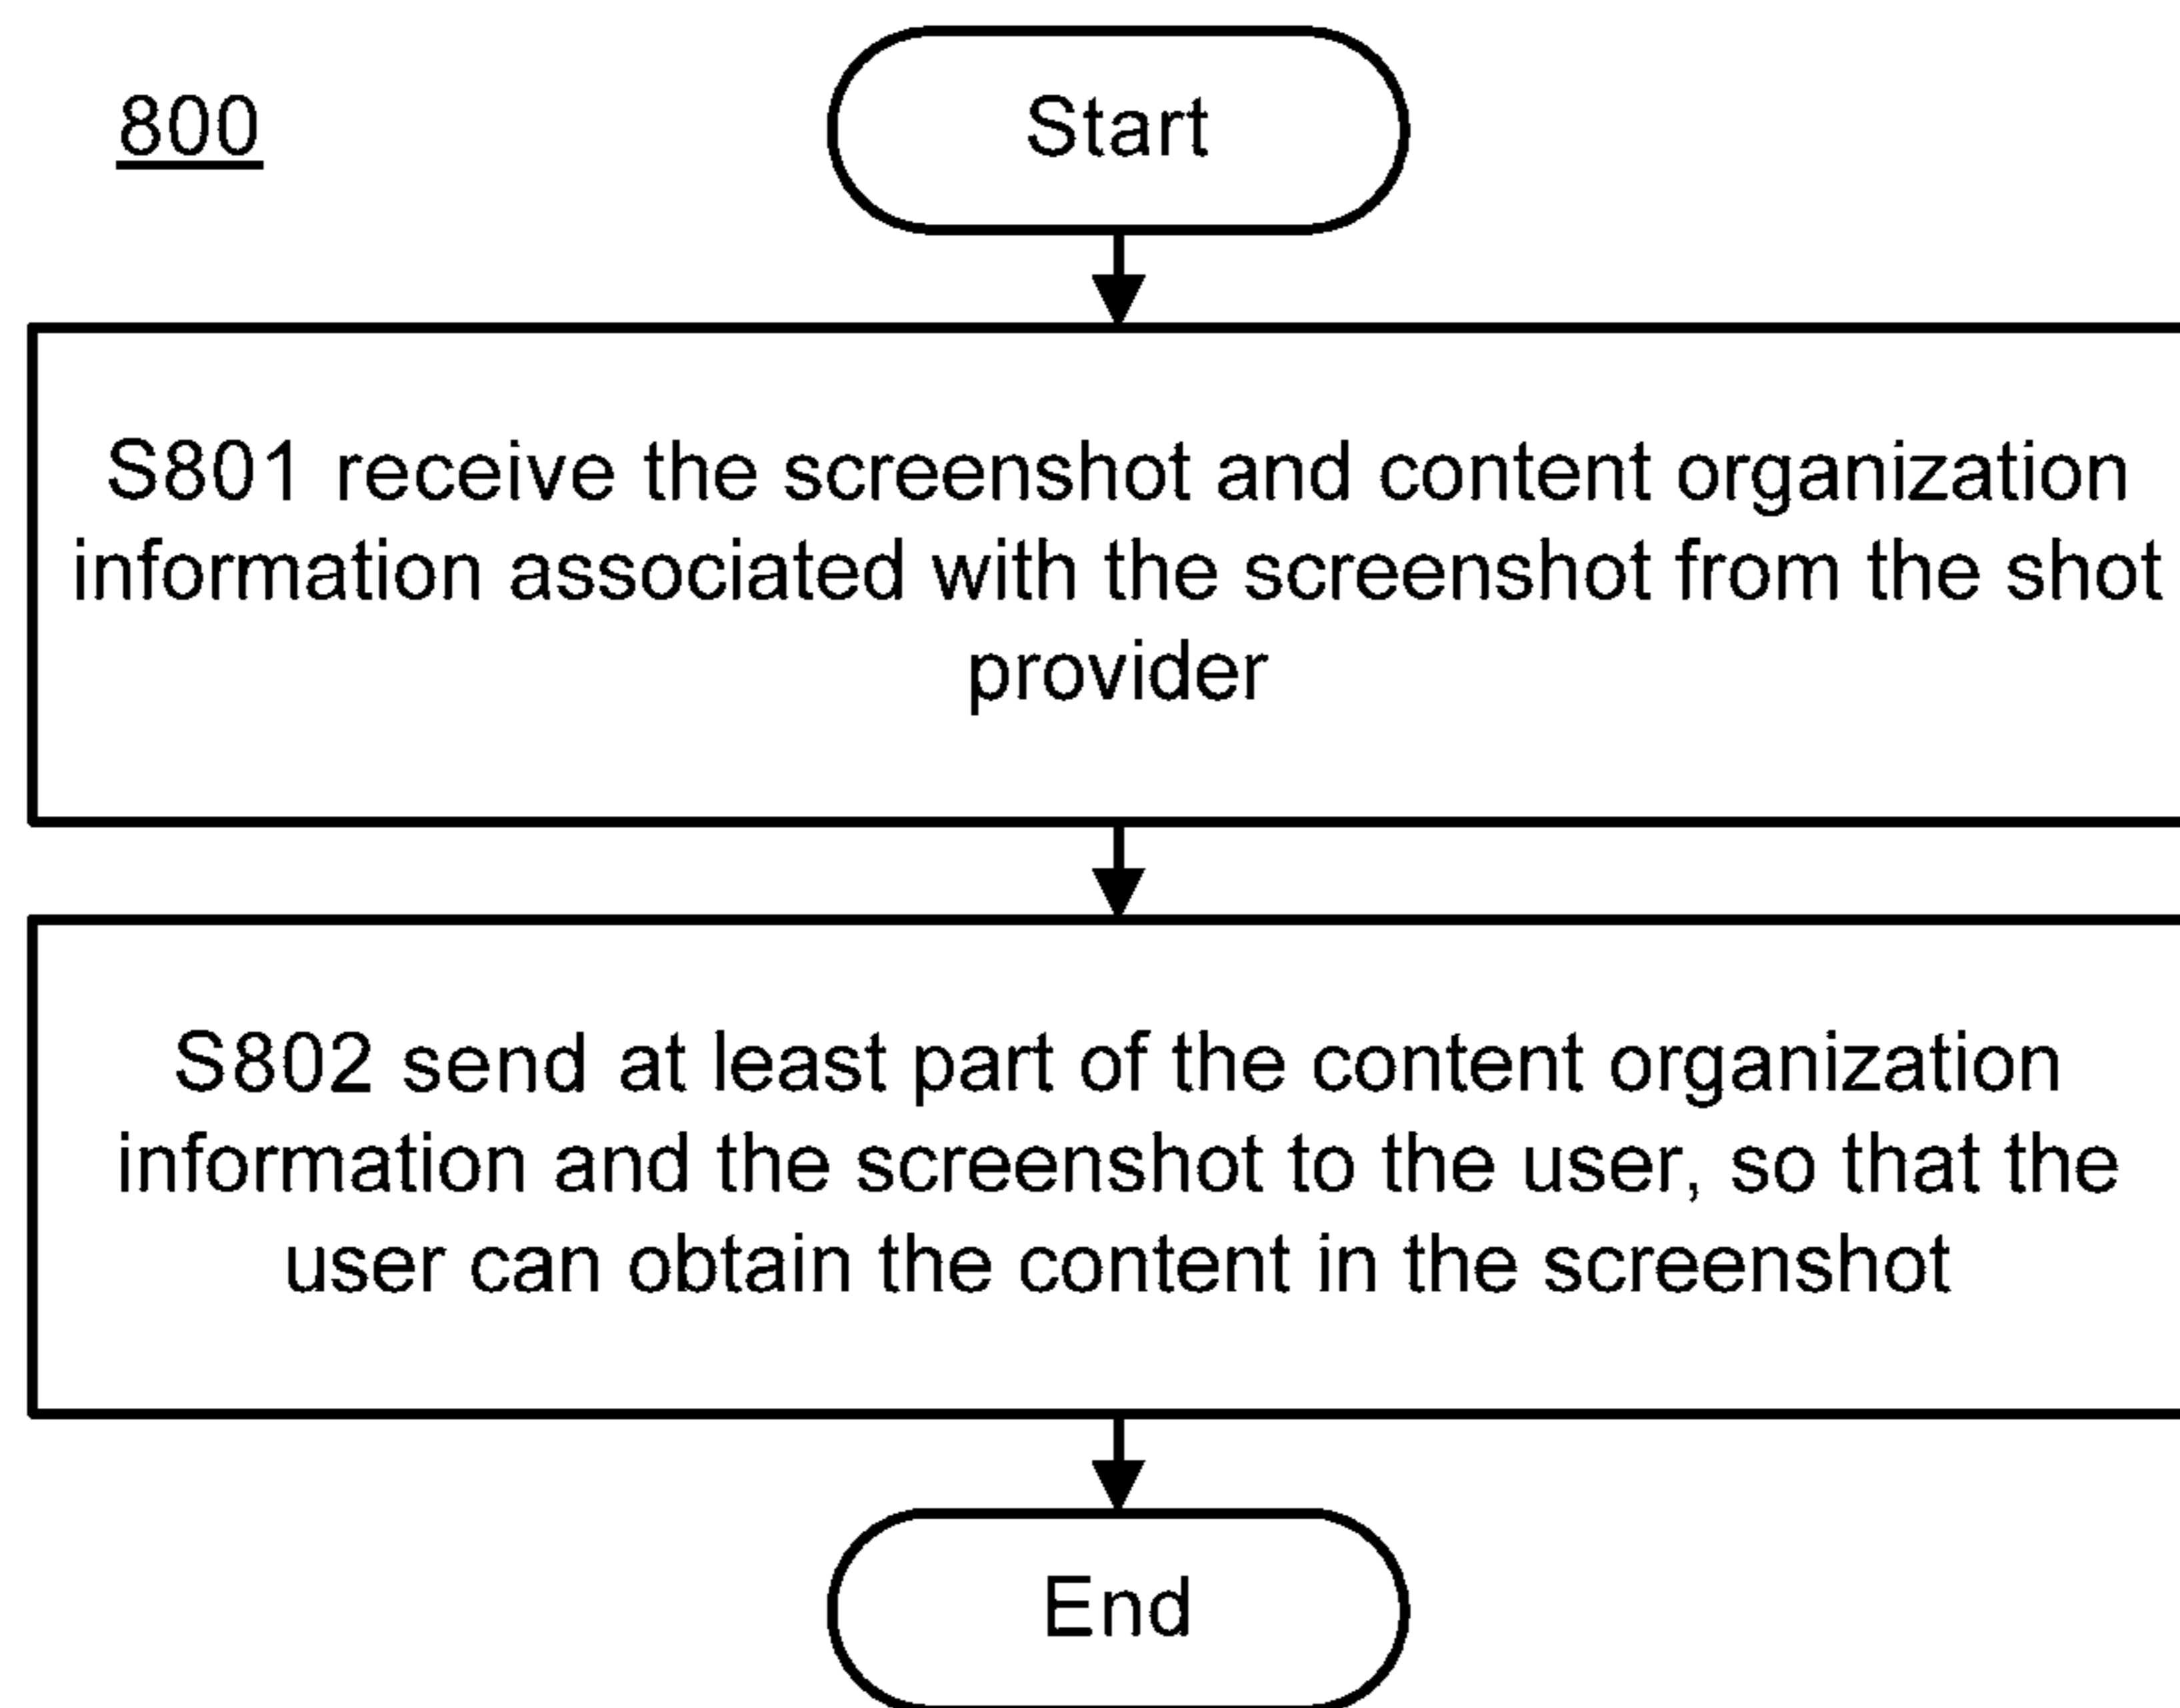 800
Start
S801 receive the screenshot and content organization
information associated with the screenshot from the shot
provider
S802 send at least part of the content organization
information and the screenshot to the user, so that the
user can obtain the content in the screenshot
End